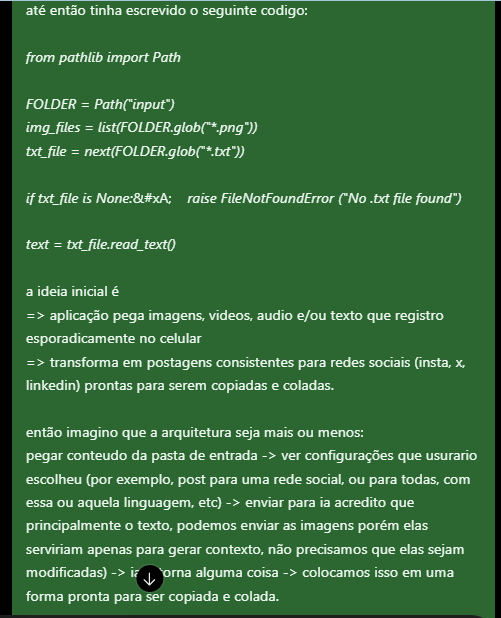 até então tinha escrevido o seguinte codigo:
from pathlib import Path
FOLDER = Path("input")
img_files = list(FOLDER.glob("*.png"))
txt_file = next(FOLDER.glob("*.txt"))
if txt_file is None:&#xA;    raise FileNotFoundError ("No .txt file found")
text = txt_file.read_text()
a ideia inicial é
=> aplicação pega imagens, videos, audio e/ou texto que registro
esporadicamente no celular
=> transforma em postagens consistentes para redes sociais (insta, x,
linkedin) prontas para serem copiadas e coladas.
então imagino que a arquitetura seja mais ou menos:
pegar conteudo da pasta de entrada -> ver configurações que usurario
escolheu (por exemplo, post para uma rede social, ou para todas, com
essa ou aquela linguagem, etc) -> enviar para ia acredito que
principalmente o texto, podemos enviar as imagens porém elas
serviriam apenas para gerar contexto, não precisamos que elas sejam
modificadas) -> ia alguma coisa -> colocamos isso em uma
forma pronta para ser copiada e colada.